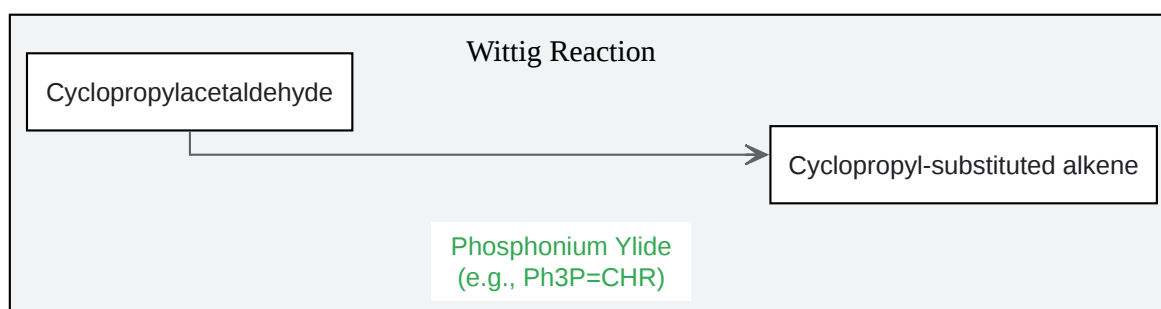 Wittig Reaction
Cyclopropylacetaldehyde
Cyclopropyl-substituted alkene
Phosphonium Ylide
(e.g., Ph3P=CHR)